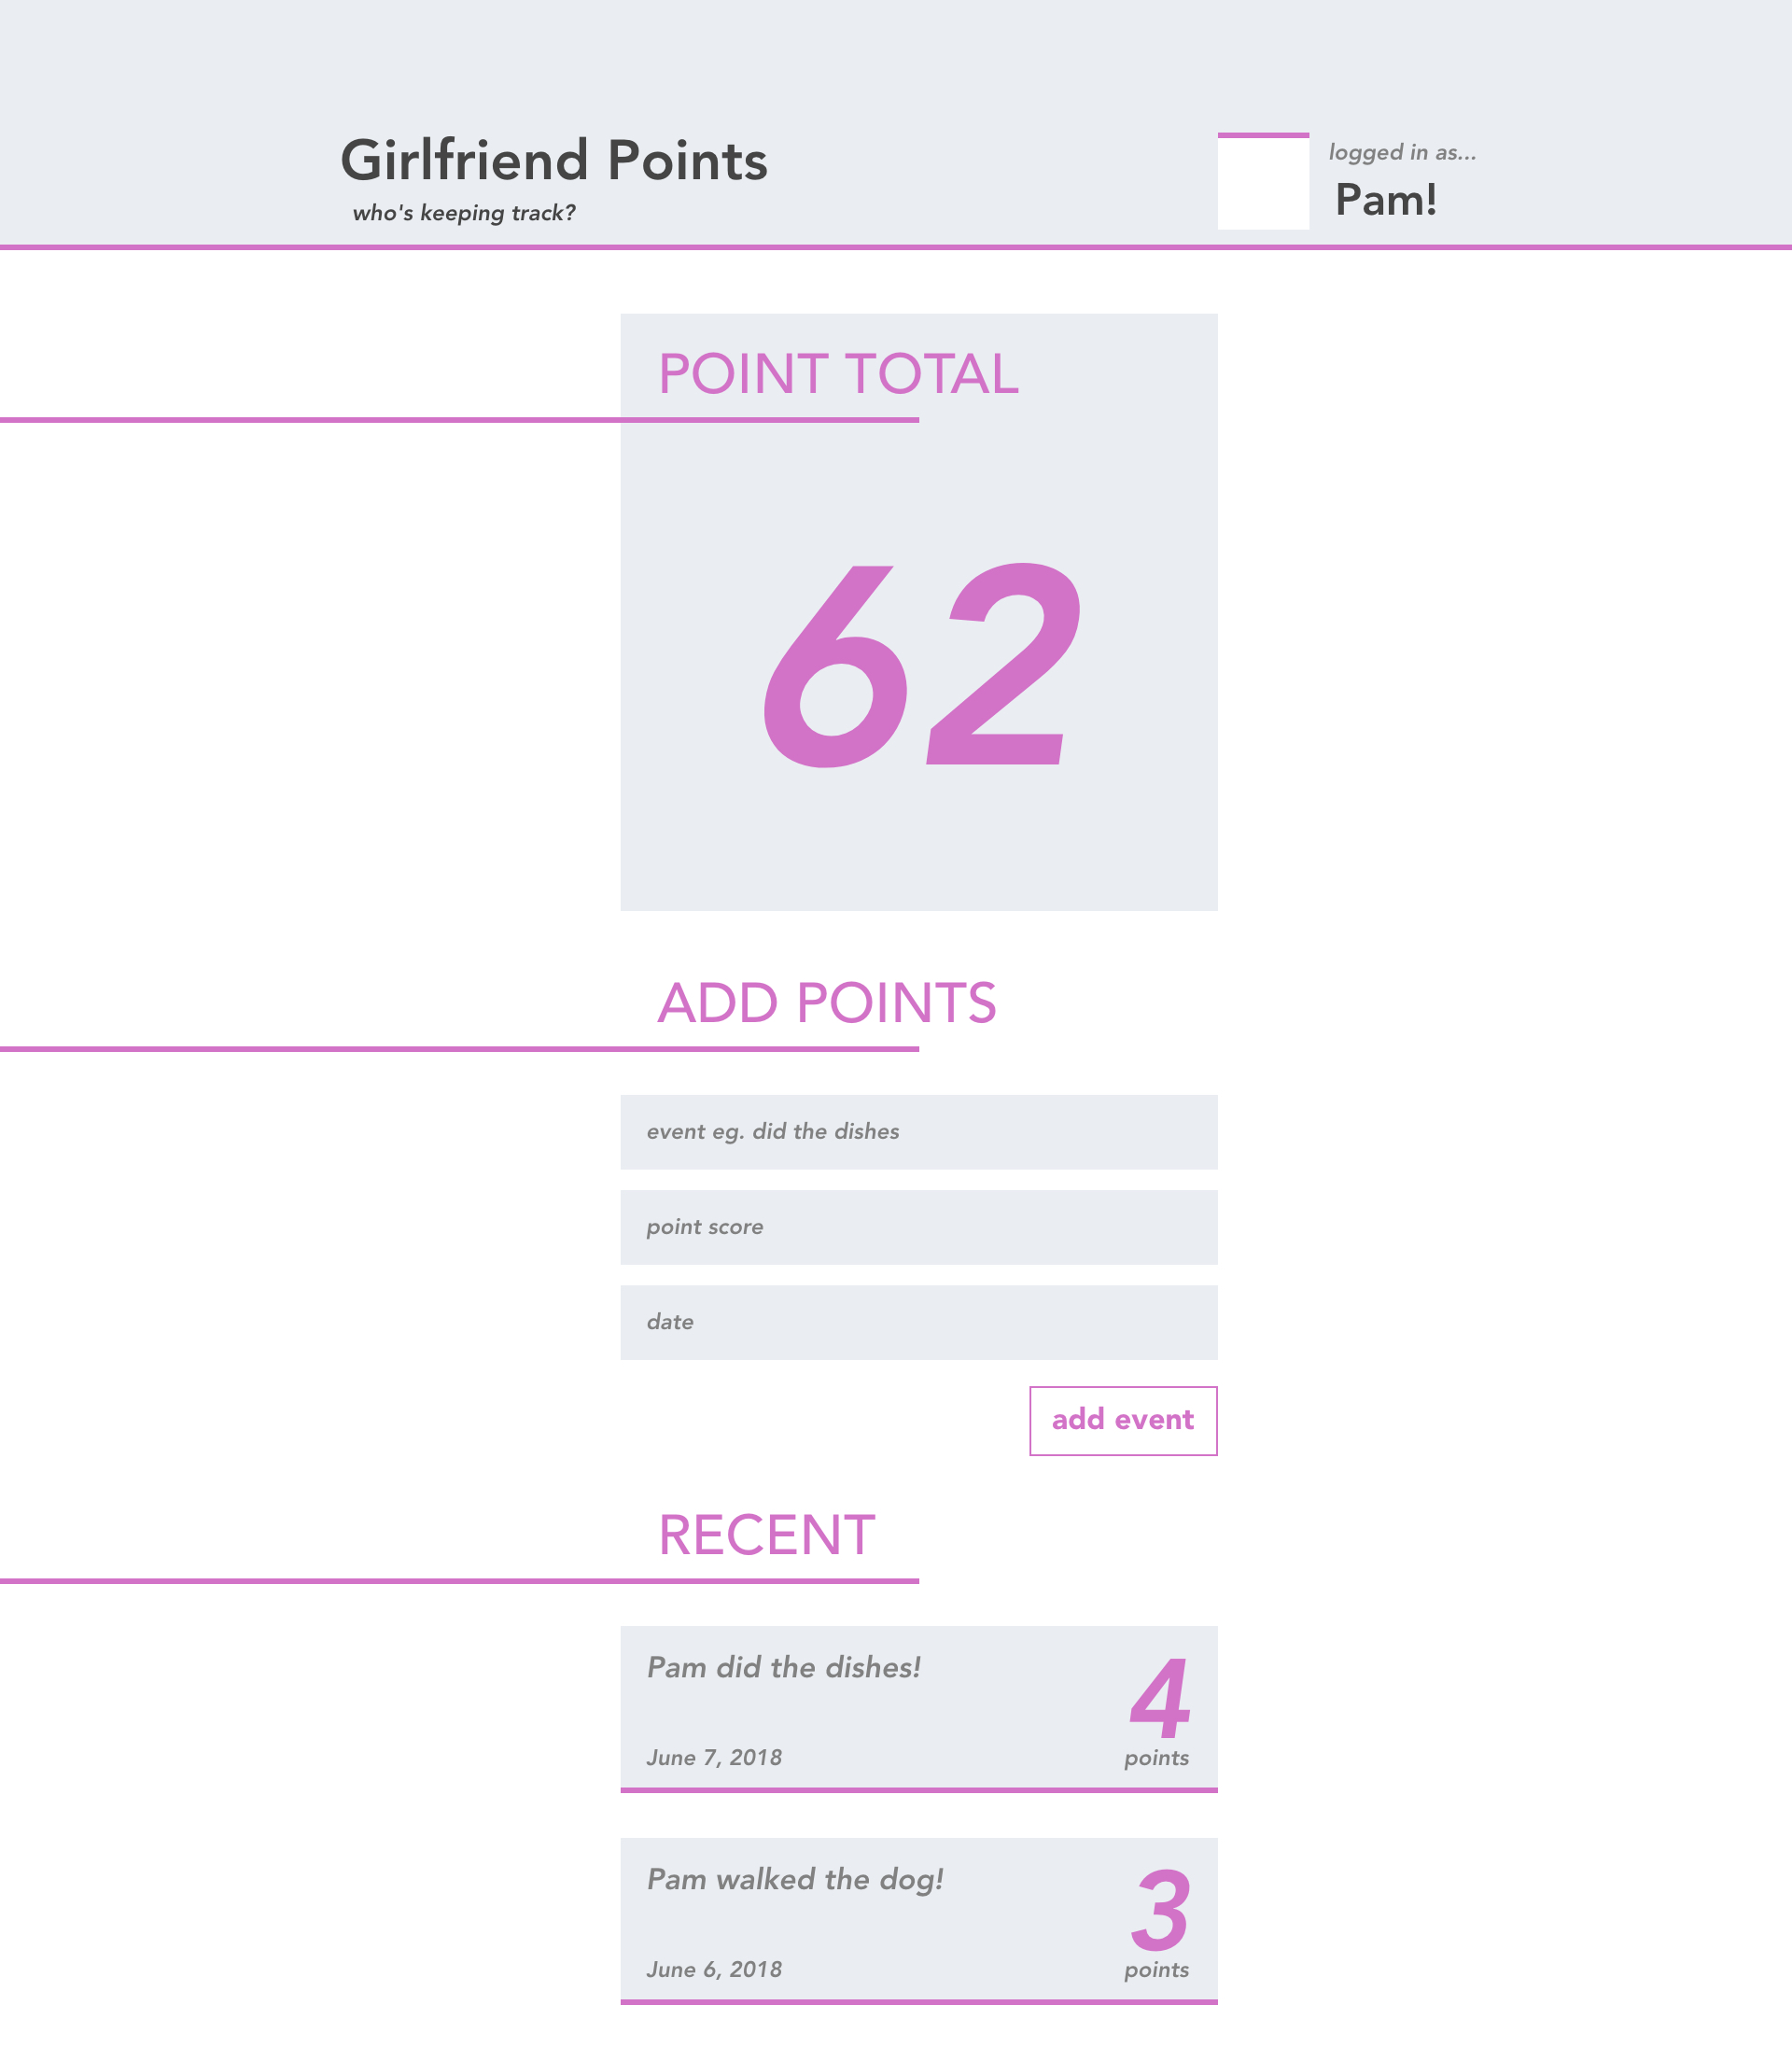 Girlfriend Points
who's keeping track?
logged in as...
Pam!
POINT TOTAL
62
ADD POINTS
event eg. did the dishes
point score
date
add event
RECENT
Pam did the dishes!
4
June 7, 2018
points
Pam walked the dog!
3
June 6, 2018
points